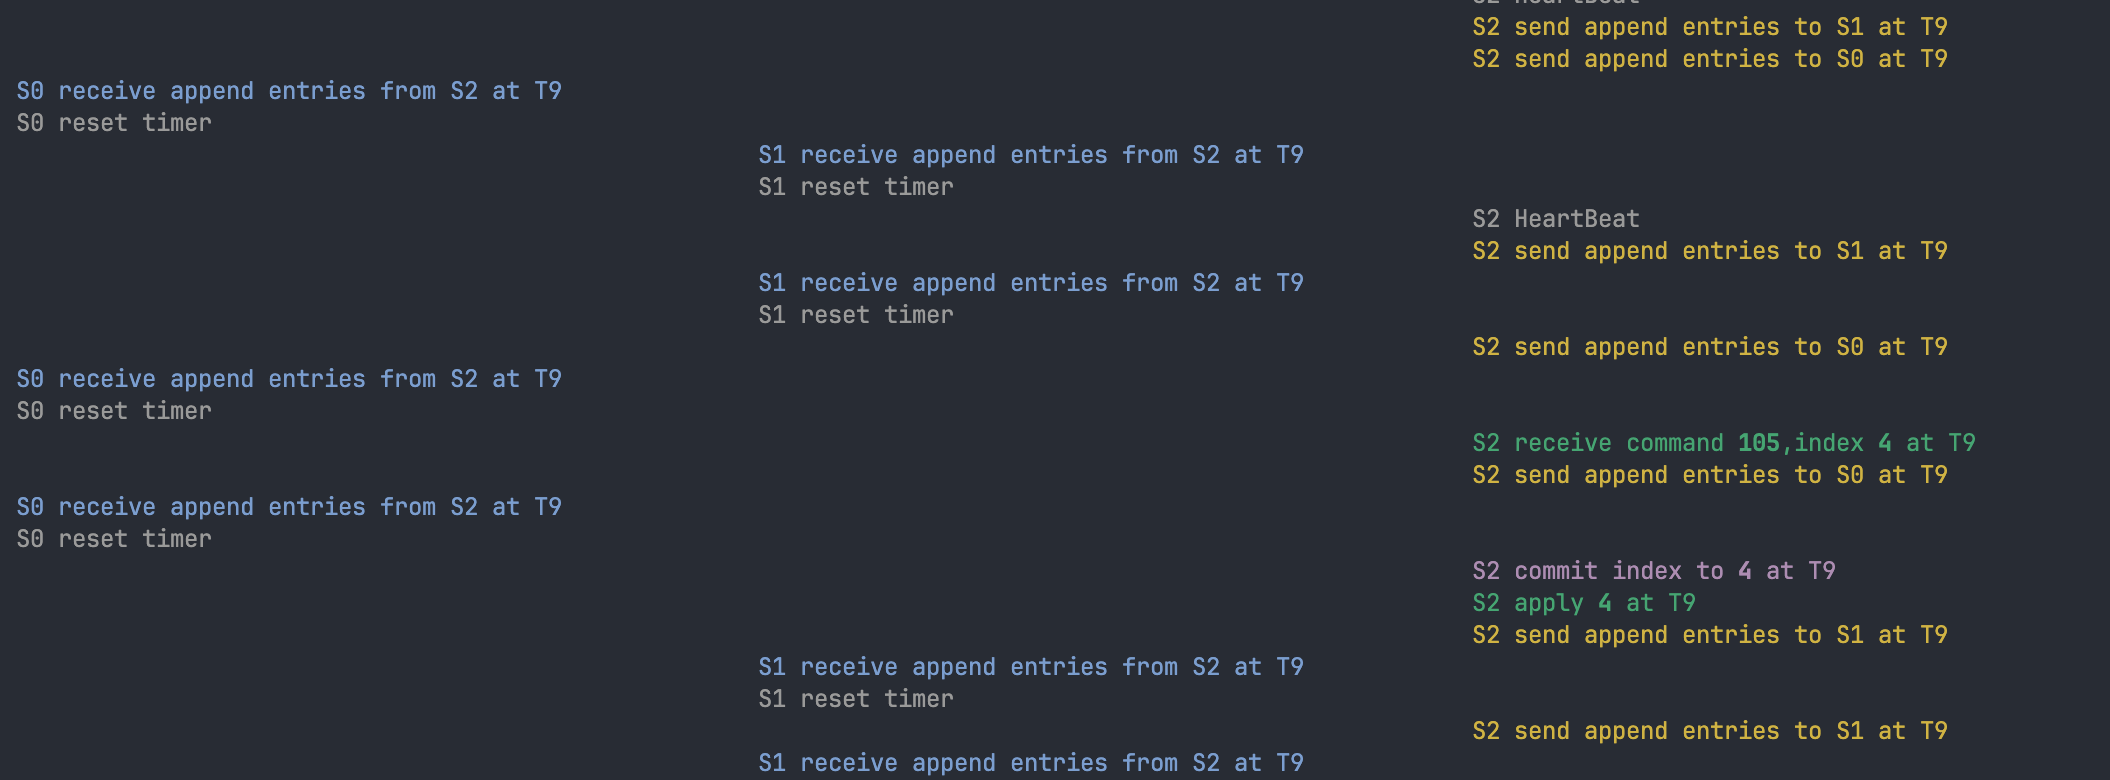 S2 HeartBeat
S2 send append entries to S1 at T9
S2 send append entries to S0 at T9
S0 receive append entries from S2 at T9
S0 reset timer
S1 receive append entries from S2 at T9
S1 reset timer
S2 HeartBeat
S2 send append entries to S1 at T9
S1 receive append entries from S2 at T9
S1 reset timer
S2 send append entries to S0 at T9
S0 receive append entries from S2 at T9
S0 reset timer
S2 receive command 105,index 4 at T9
S2 send append entries to S0 at T9
S0 receive append entries from S2 at T9
S0 reset timer
S2 commit index to 4 at T9
S2 apply 4 at T9
S2 send append entries to S1 at T9
S1 receive append entries from S2 at T9
S1 reset timer
S2 send append entries to S1 at T9
S1 receive append entries from S2 at T9